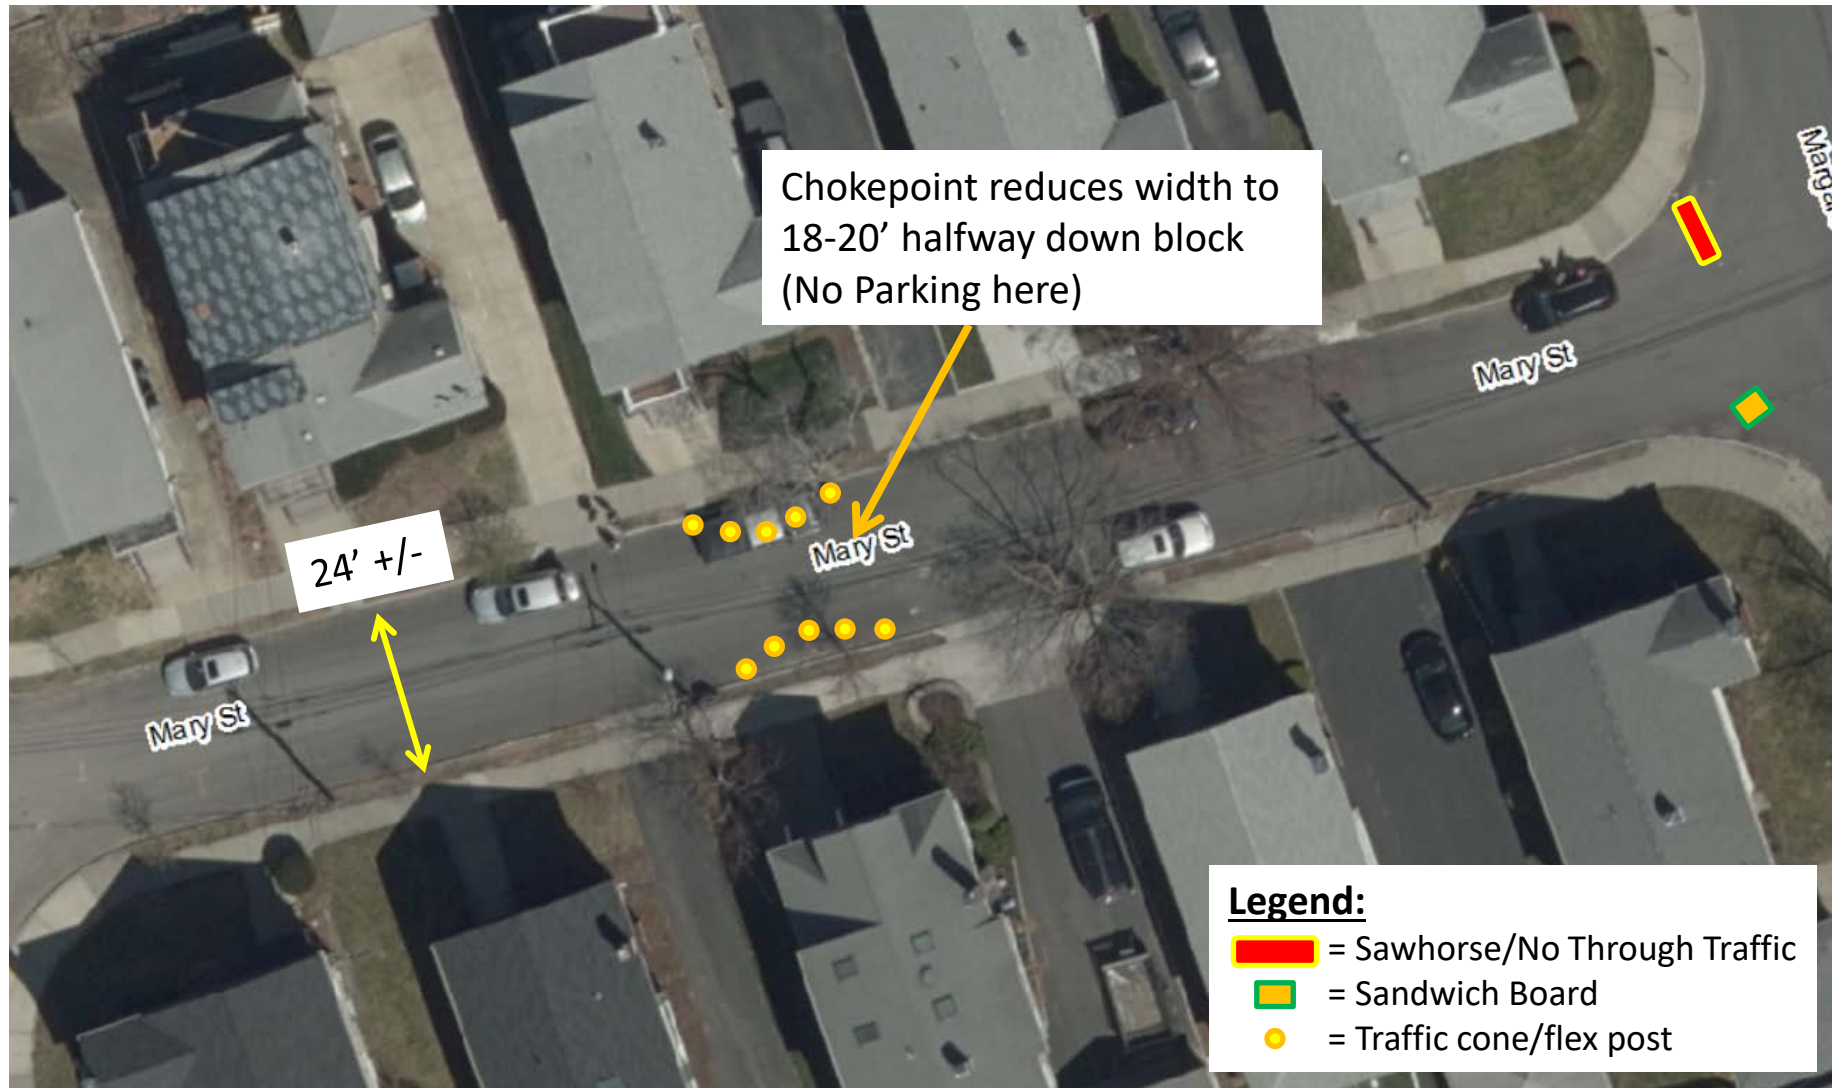 Marga
Chokepoint reduces width to
18-20’ halfway down block
(No Parking here)
Mary St
Mary St
24’ +/-
Mary St
Legend:
= Sawhorse/No Through Traffic
= Sandwich Board
= Traffic cone/flex post